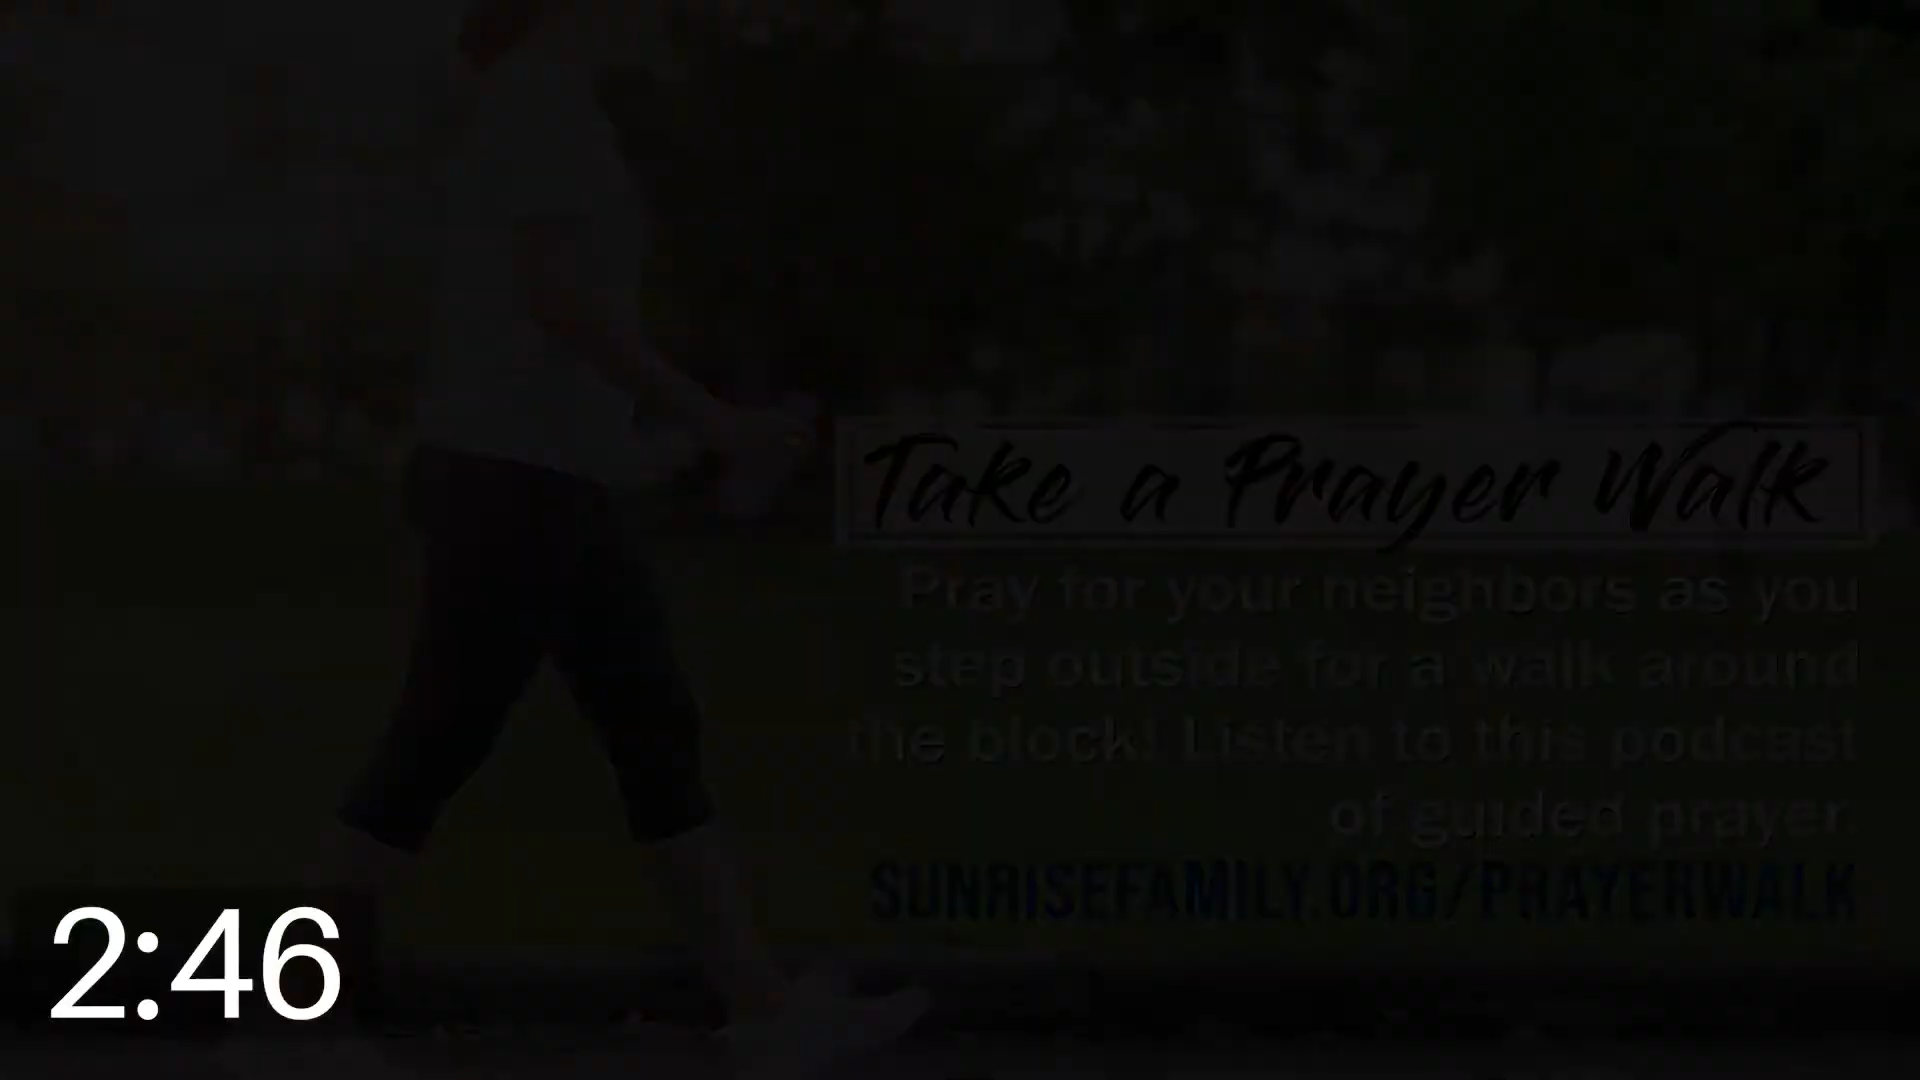 Take a Prayer Walk
Pray for your neighbors as you
step outside for a walk around
the block! Listen to this podcast
of guided prayer.
SUNRISEFAMILY.ORG/PRAYERWALK
2:46